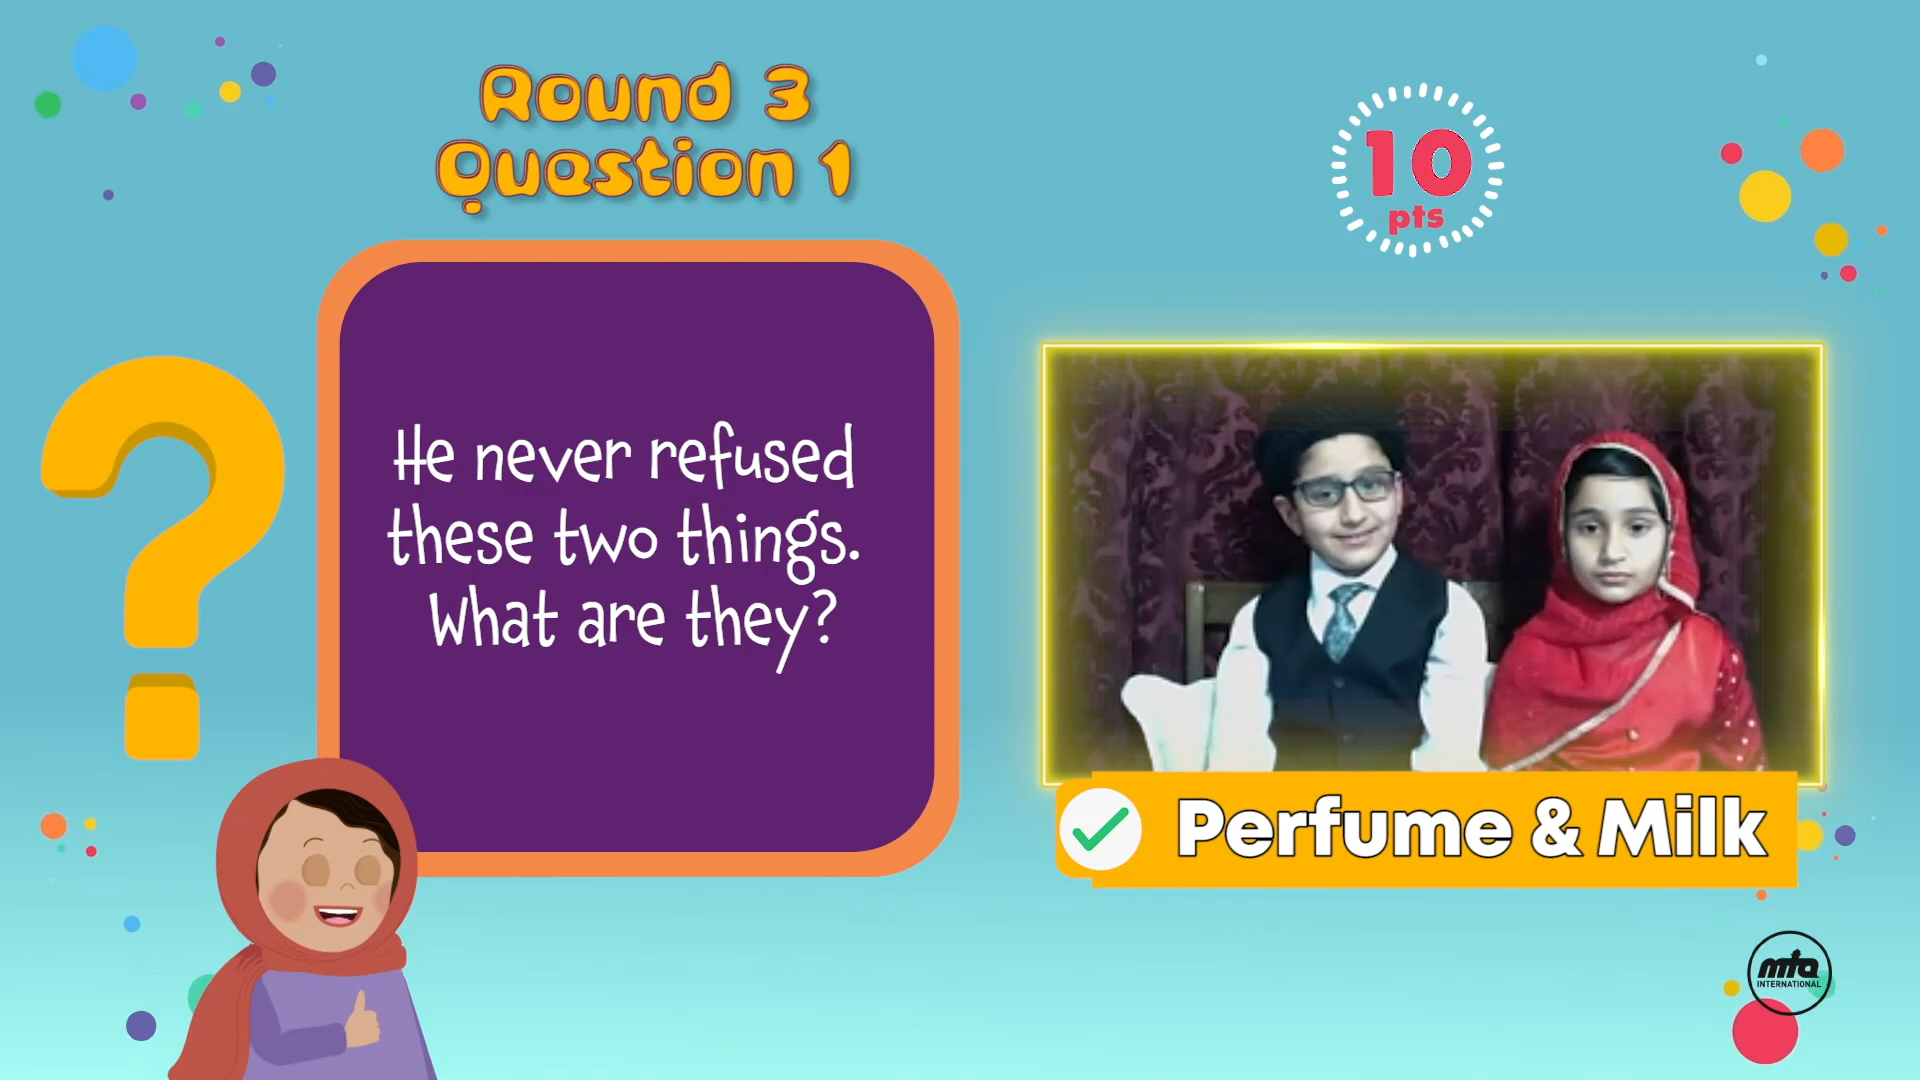 Round 3
Question 1
10
pts
He never refused
these two things.
What are they?
Perfume & Milk
mta
INTERNATIONAL